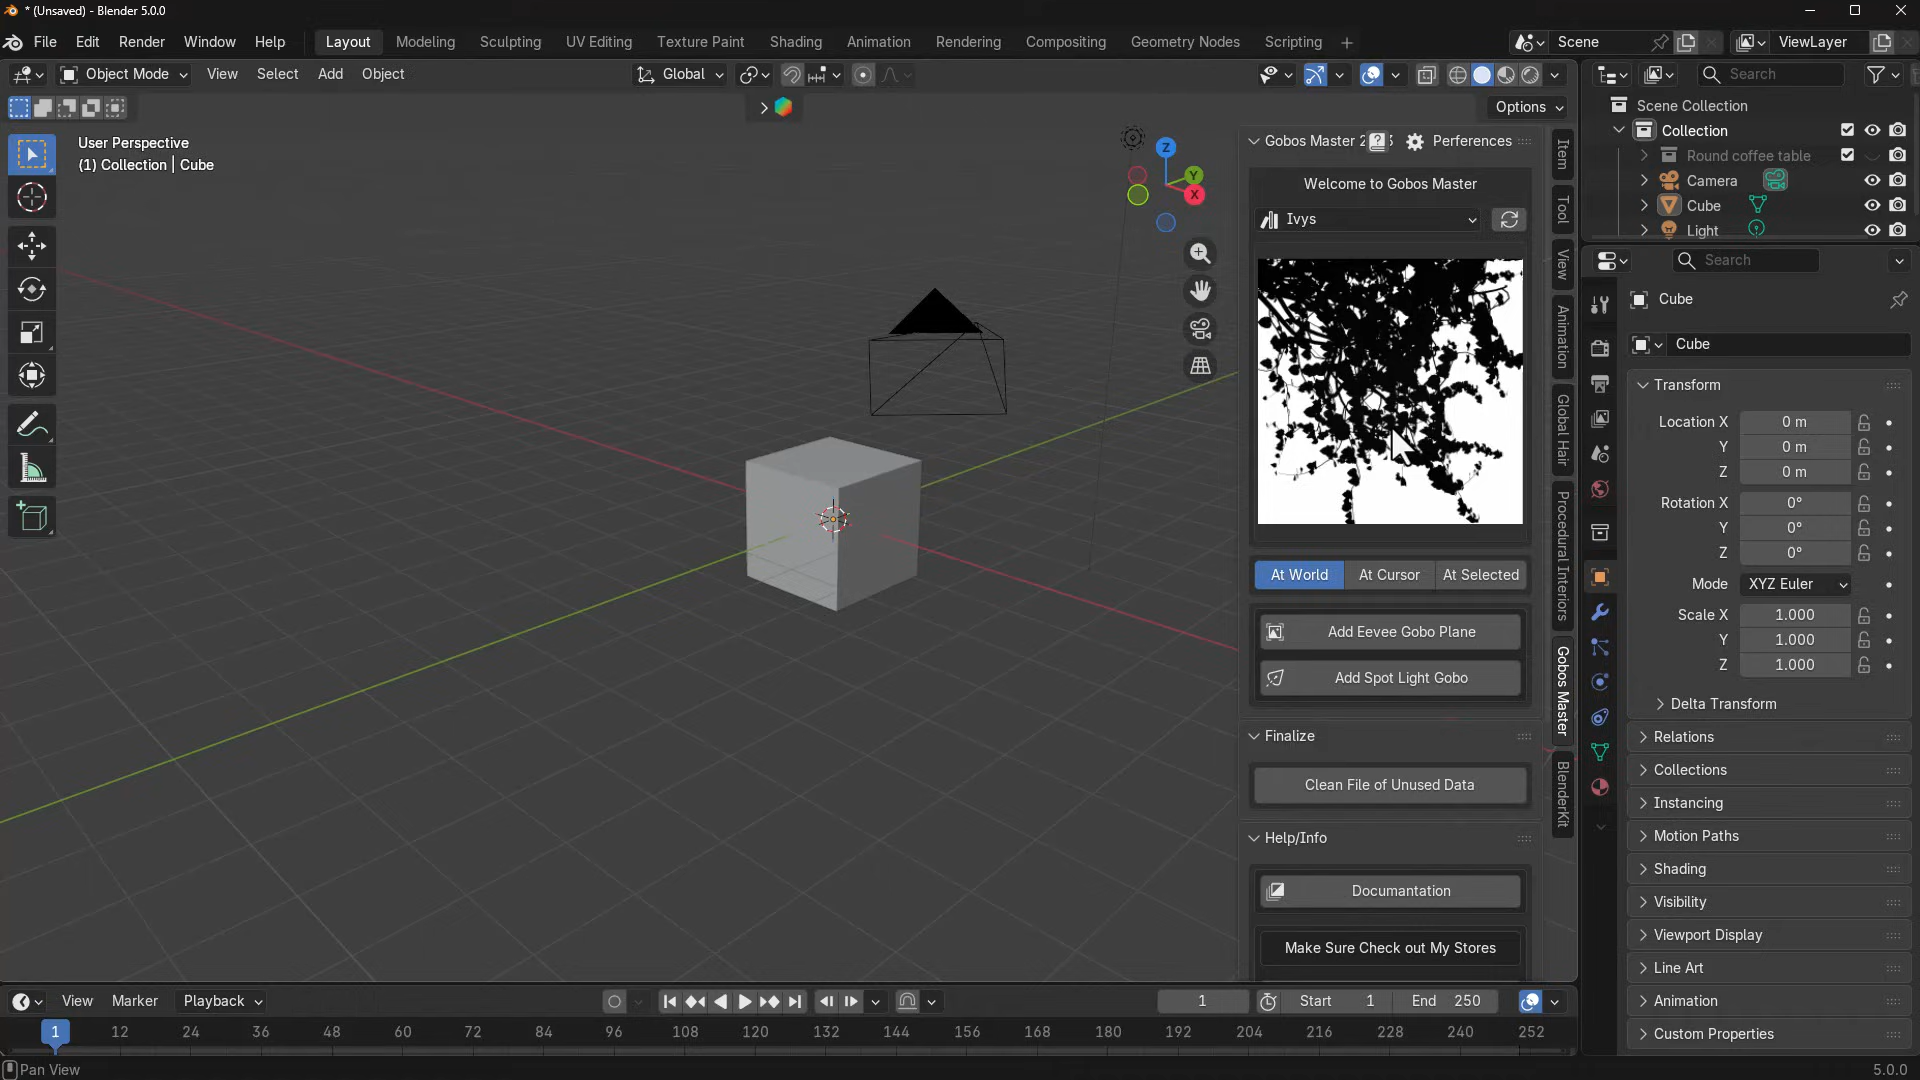 * (Unsaved) - Blender 5.0.0
File Edit Render Window Help Layout Modeling Sculpting UV Editing Texture Paint Shading Animation Rendering Compositing Geometry Nodes Scripting + Scene ViewLayer
Object Mode View Select Add Object Global Search
Options
User Perspective
(1) Collection | Cube
Z
Y
X
Gobos Master 2 3 Perferences
Welcome to Gobos Master
Ivys
At World At Cursor At Selected
Add Eevee Gobo Plane
Add Spot Light Gobo
Finalize
Clean File of Unused Data
Help/Info
Documantation
Make Sure Check out My Stores
Item
Tool
View
Animation
Global Hair
Procedural Interiors
Gobos Master
BlenderKit
Scene Collection
Collection
Round coffee table
Camera
Cube
Light
Search
Cube
Cube
Transform
Location X 0 m
Y 0 m
Z 0 m
Rotation X 0°
Y 0°
Z 0°
Mode XYZ Euler
Scale X 1.000
Y 1.000
Z 1.000
Delta Transform
Relations
Collections
Instancing
Motion Paths
Shading
Visibility
Viewport Display
Line Art
Animation
Custom Properties
View Marker Playback 1 Start 1 End 250
1 12 24 36 48 60 72 84 96 108 120 132 144 156 168 180 192 204 216 228 240 252
Pan View 5.0.0